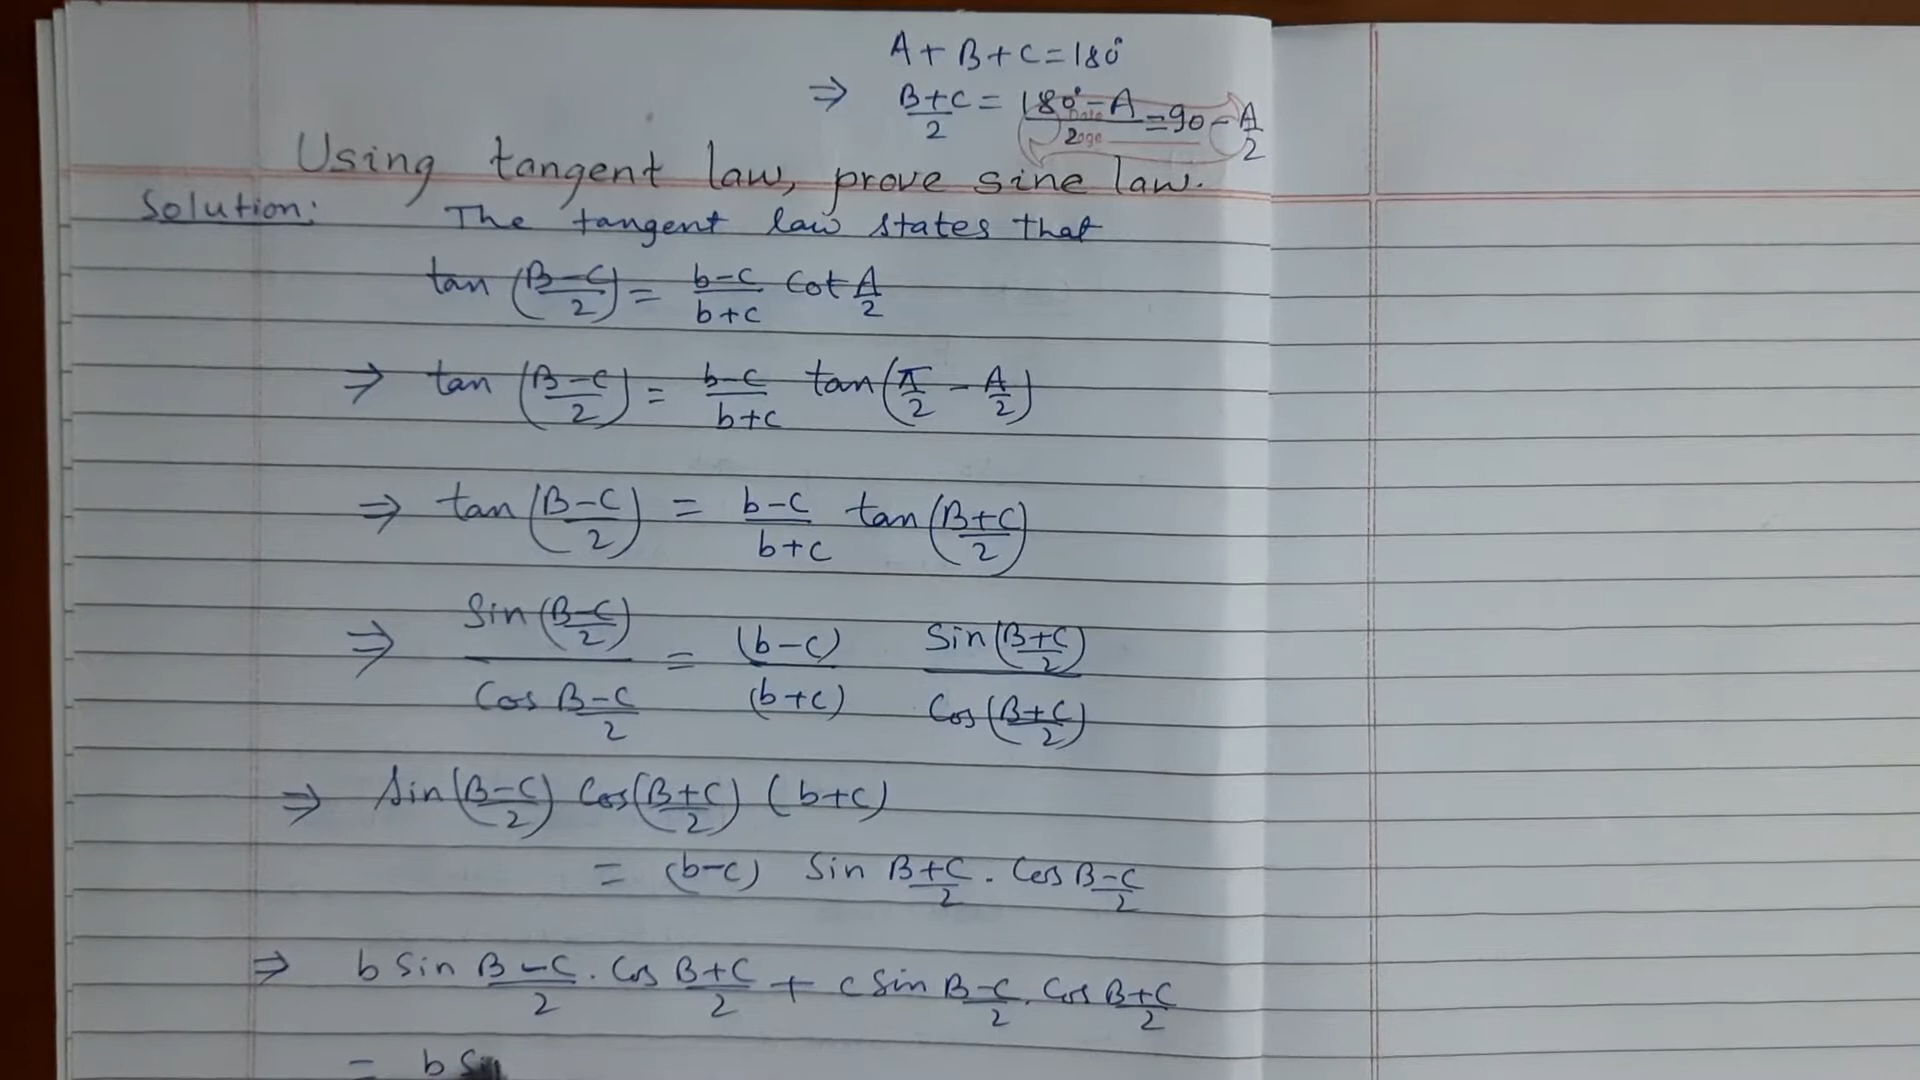 A + B + C = 180°
⇒ (B+C)/2 = (180° - A)/2 = 90 - A/2
Using tangent law, prove sine law.
Solution: The tangent law states that
tan ((B-C)/2) = (b-c)/(b+c) Cot A/2
⇒ tan ((B-C)/2) = (b-c)/(b+c) tan (π/2 - A/2)
⇒ tan ((B-C)/2) = (b-c)/(b+c) tan ((B+C)/2)
⇒ Sin ((B-C)/2) / Cos (B-C)/2 = (b-c)/(b+c) Sin ((B+C)/2) / Cos ((B+C)/2)
⇒ Sin ((B-C)/2) Cos ((B+C)/2) (b+c)
= (b-c) Sin (B+C)/2 . Cos (B-C)/2
⇒ b Sin (B-C)/2 . Cos (B+C)/2 + c Sin (B-C)/2 . Cos (B+C)/2
= b